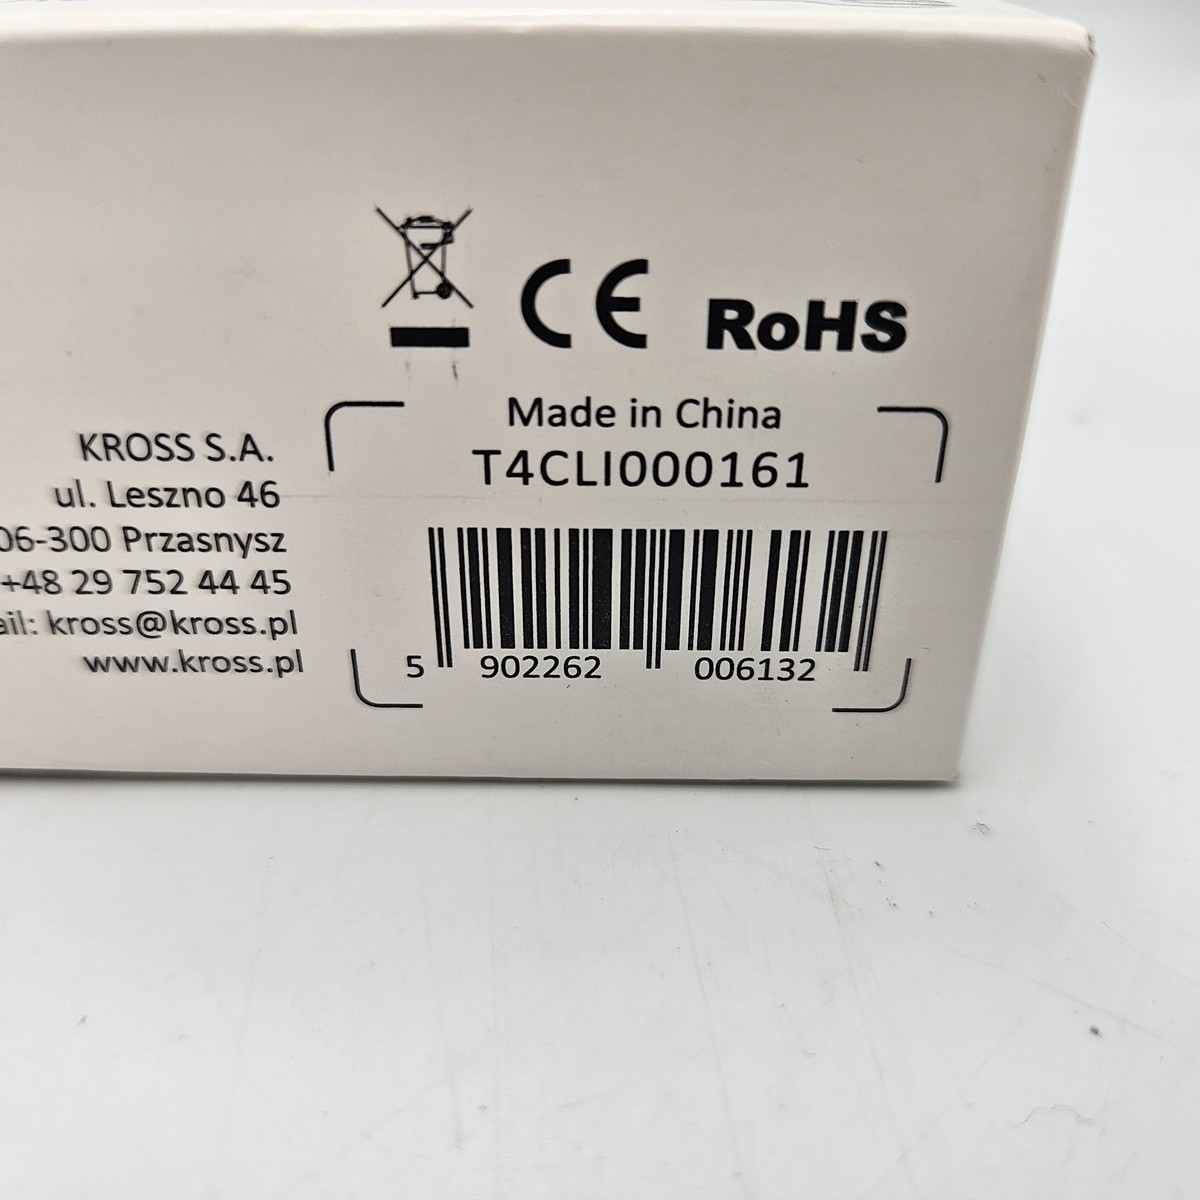 CE RoHS
Made in China
T4CLI000161
KROSS S.A.
ul. Leszno 46
06-300 Przasnysz
+48 29 752 44 45
kross@kross.pl
www.kross.pl
5 902262 006132